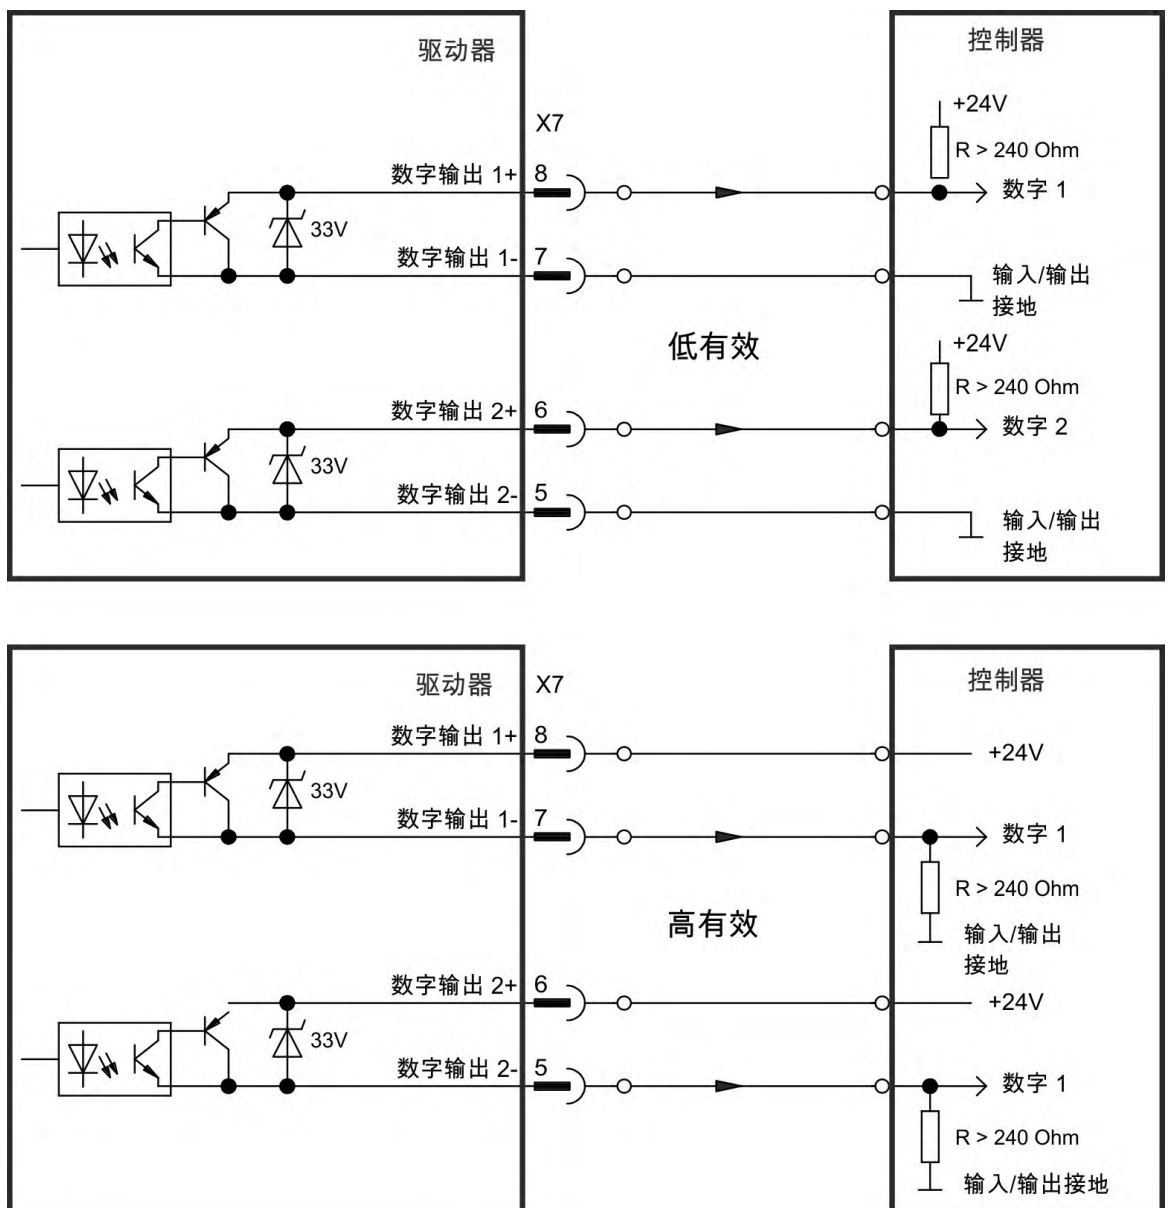 驱动器
控制器
+24V
X7
R > 240 Ohm
数字输出 1+
8
数字 1
33V
数字输出 1-
7
输入/输出
接地
低有效
+24V
R > 240 Ohm
数字输出 2+
6
数字 2
33V
数字输出 2-
5
输入/输出
接地
驱动器
X7
控制器
数字输出 1+
8
+24V
33V
数字输出 1-
7
数字 1
R > 240 Ohm
高有效
输入/输出
接地
数字输出 2+
6
+24V
33V
数字输出 2-
5
数字 1
R > 240 Ohm
输入/输出接地